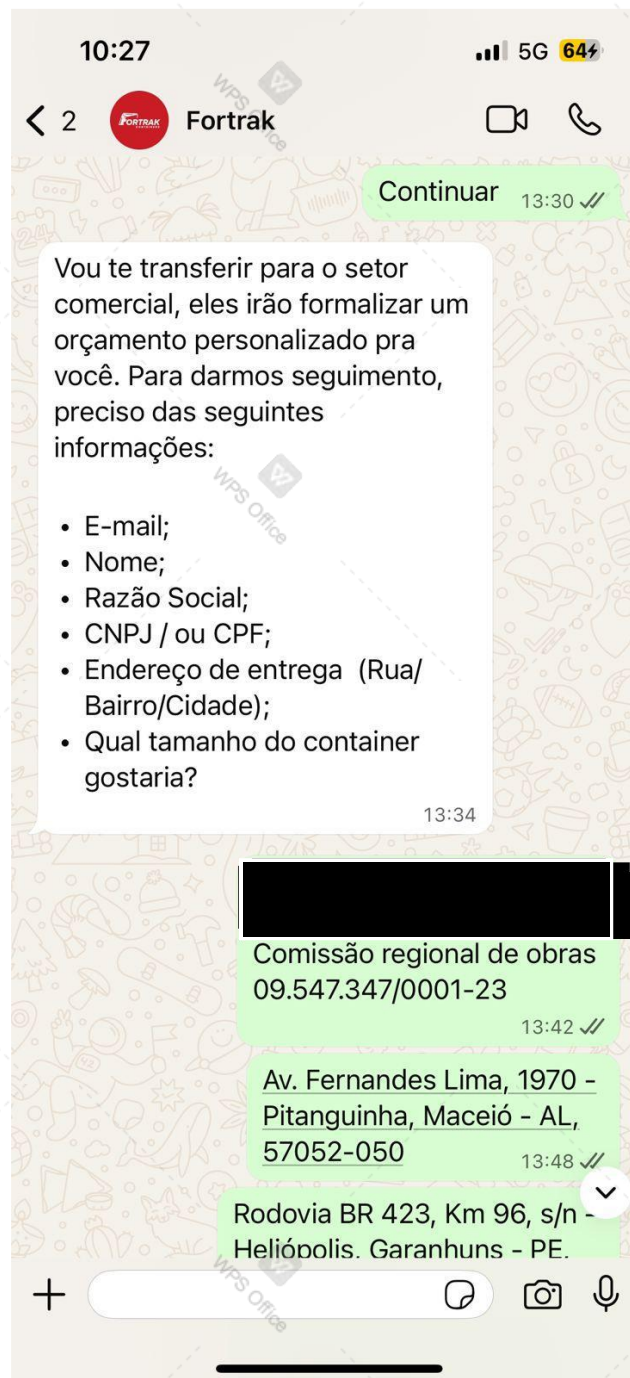 10:27
5G 64
2
FORTRAK
Fortrak
Continuar
13:30
Vou te transferir para o setor
comercial, eles irão formalizar um
orçamento personalizado pra
você. Para darmos seguimento,
preciso das seguintes
informações:
• E-mail;
• Nome;
• Razão Social;
• CNPJ / ou CPF;
• Endereço de entrega (Rua/
Bairro/Cidade);
• Qual tamanho do container
gostaria?
13:34
Comissão regional de obras
09.547.347/0001-23
13:42
Av. Fernandes Lima, 1970 -
Pitanguinha, Maceió - AL,
57052-050
13:48
Rodovia BR 423, Km 96, s/n -
Heliópolis, Garanhuns - PE,
WPS Office
WPS Office
WPS Office